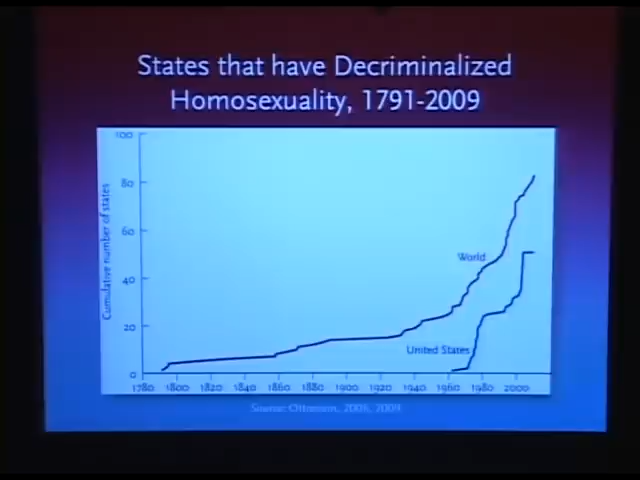 States that have Decriminalized
Homosexuality, 1791-2009
100
80
60
40
20
0
Cumulative number of states
World
United States
1780 1800 1820 1840 1860 1880 1900 1920 1940 1960 1980 2000
Source: Ottosson, 2006, 2009